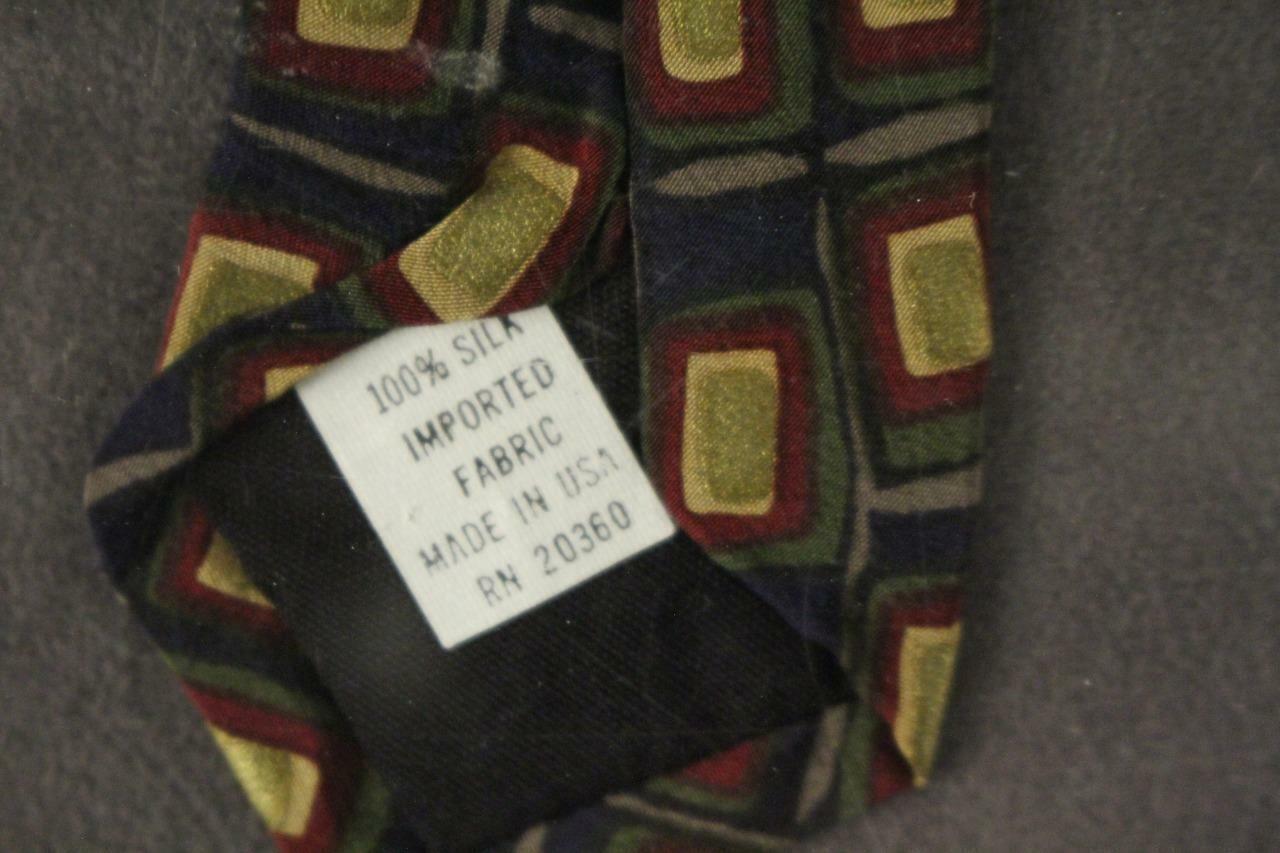 100% SILK
IMPORTED
FABRIC
MADE IN USA
RN 20360